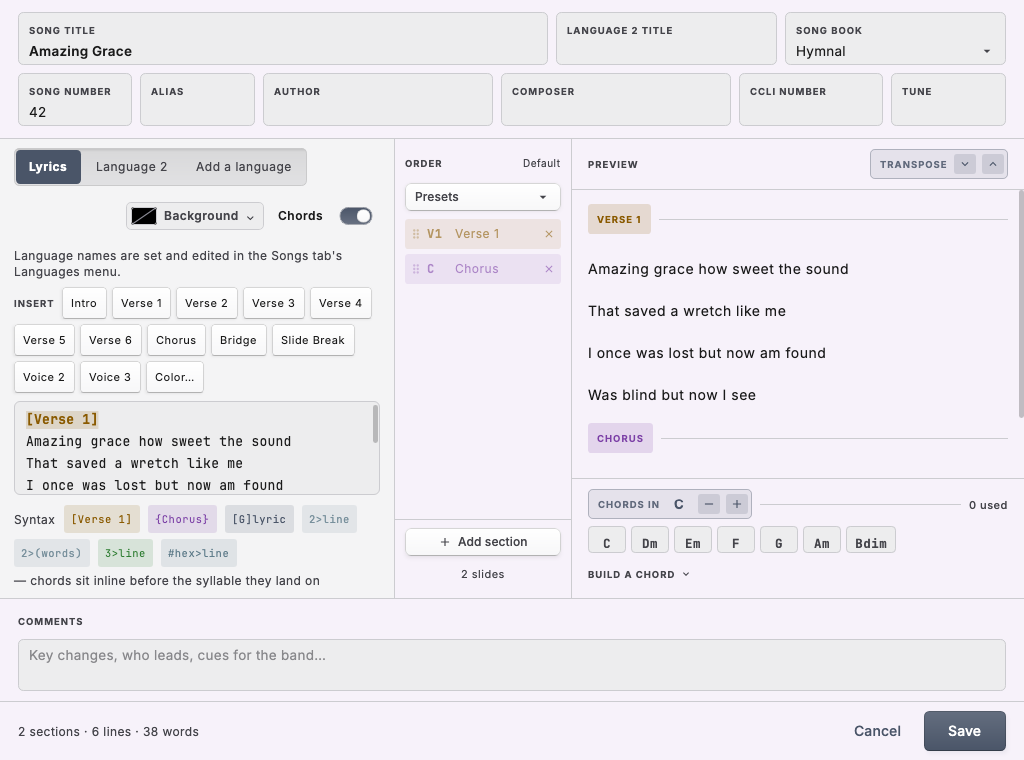 SONG TITLE
Amazing Grace
LANGUAGE 2 TITLE
SONG BOOK
Hymnal
SONG NUMBER
42
ALIAS
AUTHOR
COMPOSER
CCLI NUMBER
TUNE
Lyrics
Language 2
Add a language
Background
Chords
Language names are set and edited in the Songs tab's
Languages menu.
INSERT
Intro
Verse 1
Verse 2
Verse 3
Verse 4
Verse 5
Verse 6
Chorus
Bridge
Slide Break
Voice 2
Voice 3
Color...
[Verse 1]
Amazing grace how sweet the sound
That saved a wretch like me
I once was lost but now am found
Syntax
[Verse 1]
{Chorus}
[G]lyric
2>line
2>(words)
3>line
#hex>line
— chords sit inline before the syllable they land on
ORDER
Default
Presets
V1 Verse 1 ×
C Chorus ×
+ Add section
2 slides
PREVIEW
TRANSPOSE
VERSE 1
Amazing grace how sweet the sound
That saved a wretch like me
I once was lost but now am found
Was blind but now I see
CHORUS
CHORDS IN C − +
0 used
C
Dm
Em
F
G
Am
Bdim
BUILD A CHORD
COMMENTS
Key changes, who leads, cues for the band...
2 sections · 6 lines · 38 words
Cancel
Save